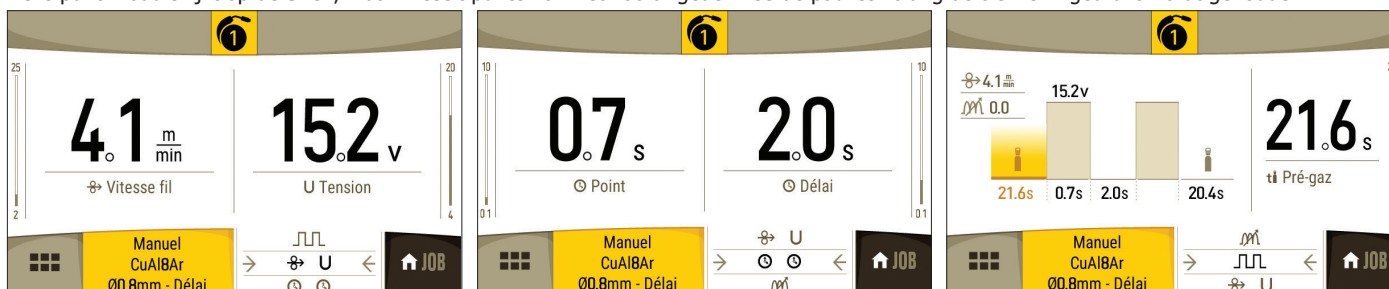 1
25
20
4.1 m/min
15.2 v
Vitesse fil
U Tension
2
4
Manuel
CuAl8Ar
Ø0.8mm - Délai
U
JOB
1
10
10
0.7 s
2.0 s
Point
Délai
0.1
0.1
Manuel
CuAl8Ar
Ø0.8mm - Délai
U
JOB
1
4.1 m/min
0.0
15.2v
21.6s
0.7s
2.0s
20.4s
21.6 s
Pré-gaz
Manuel
CuAl8Ar
Ø0.8mm - Délai
U
JOB